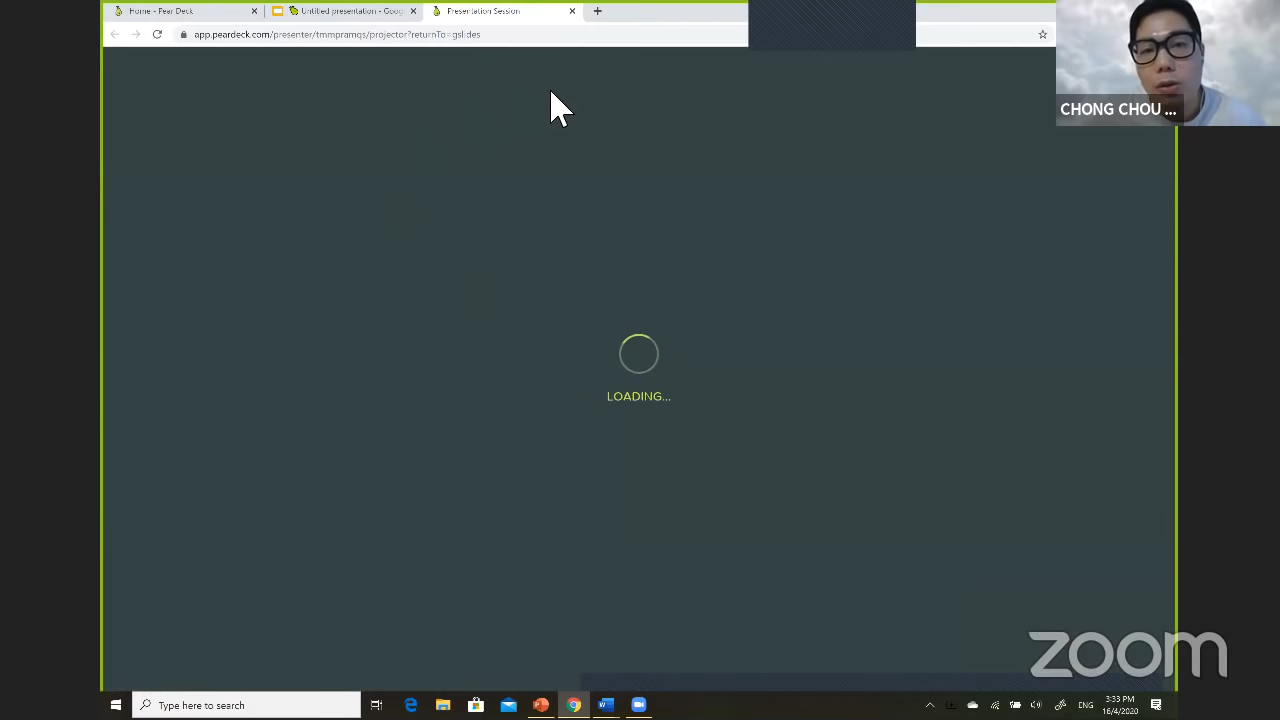 Home - Pear Deck
Untitled presentation - Goog
Presentation Session
app.peardeck.com/presenter/tmmpramqs/projector?returnTo=gslides
CHONG CHOU ...
LOADING...
zoom
Type here to search
ENG
3:33 PM
16/4/2020